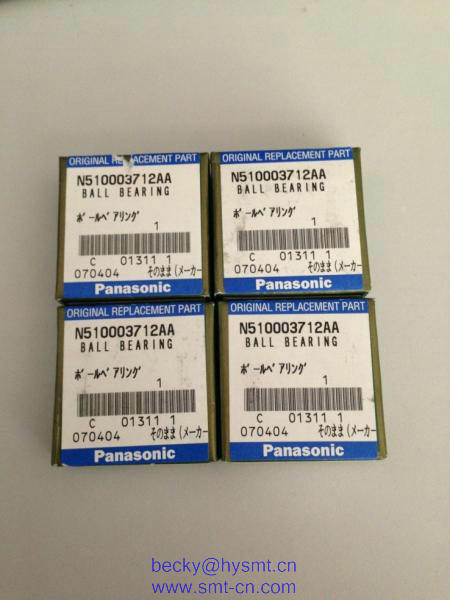 ORIGINAL REPLACEMENT PART
N510003712AA
BALL BEARING
ボールベアリング
1
C 01311 1
070404 そのまま(メーカー
Panasonic
ORIGINAL REPLACEMENT PART
N510003712AA
BALL BEARING
ボールベアリング
1
C 01311 1
070404 そのまま(メーカー
Panasonic
ORIGINAL REPLACEMENT PART
N510003712AA
BALL BEARING
ボールベアリング
1
C 01311 1
070404 そのまま(メーカー
Panasonic
ORIGINAL REPLACEMENT PART
N510003712AA
BALL BEARING
ボールベアリング
1
C 01311 1
070404 そのまま(メーカー
Panasonic
becky@hysmt.cn
www.smt-cn.com